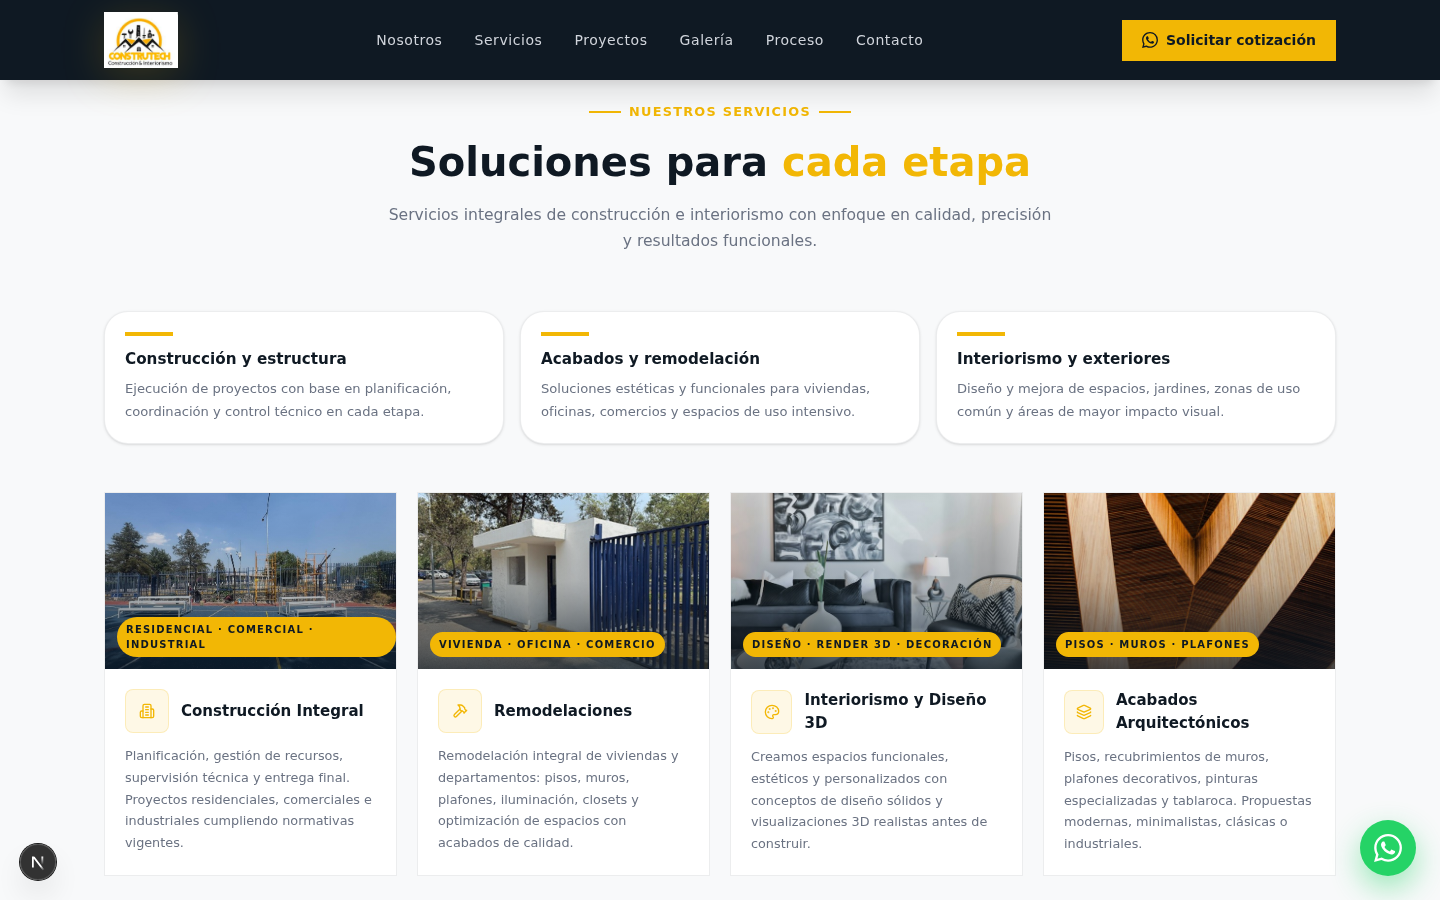 CONSTRUTECH
Construcción & Interiorismo
Nosotros
Servicios
Proyectos
Galería
Proceso
Contacto
Solicitar cotización
NUESTROS SERVICIOS
Soluciones para cada etapa
Servicios integrales de construcción e interiorismo con enfoque en calidad, precisión
y resultados funcionales.
Construcción y estructura
Ejecución de proyectos con base en planificación,
coordinación y control técnico en cada etapa.
Acabados y remodelación
Soluciones estéticas y funcionales para viviendas,
oficinas, comercios y espacios de uso intensivo.
Interiorismo y exteriores
Diseño y mejora de espacios, jardines, zonas de uso
común y áreas de mayor impacto visual.
RESIDENCIAL · COMERCIAL ·
INDUSTRIAL
Construcción Integral
Planificación, gestión de recursos,
supervisión técnica y entrega final.
Proyectos residenciales, comerciales e
industriales cumpliendo normativas
vigentes.
VIVIENDA · OFICINA · COMERCIO
Remodelaciones
Remodelación integral de viviendas y
departamentos: pisos, muros,
plafones, iluminación, closets y
optimización de espacios con
acabados de calidad.
DISEÑO · RENDER 3D · DECORACIÓN
Interiorismo y Diseño
3D
Creamos espacios funcionales,
estéticos y personalizados con
conceptos de diseño sólidos y
visualizaciones 3D realistas antes de
construir.
PISOS · MUROS · PLAFONES
Acabados
Arquitectónicos
Pisos, recubrimientos de muros,
plafones decorativos, pinturas
especializadas y tablaroca. Propuestas
modernas, minimalistas, clásicas o
industriales.
N